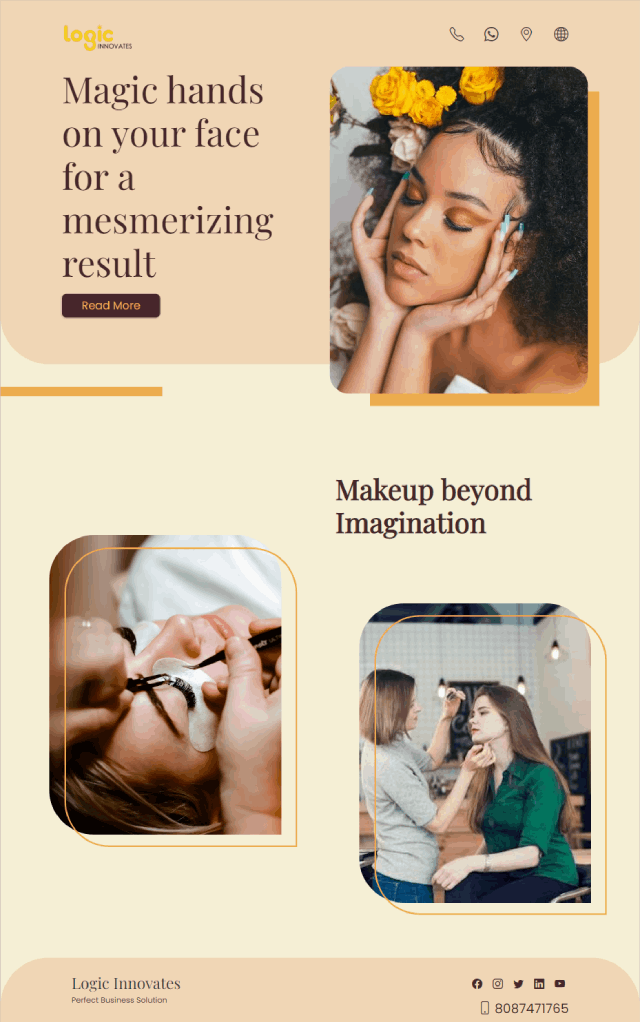 logic
INNOVATES
Magic hands
on your face
for a
mesmerizing
result
Read More
Makeup beyond
Imagination
Logic Innovates
Perfect Business Solution
8087471765